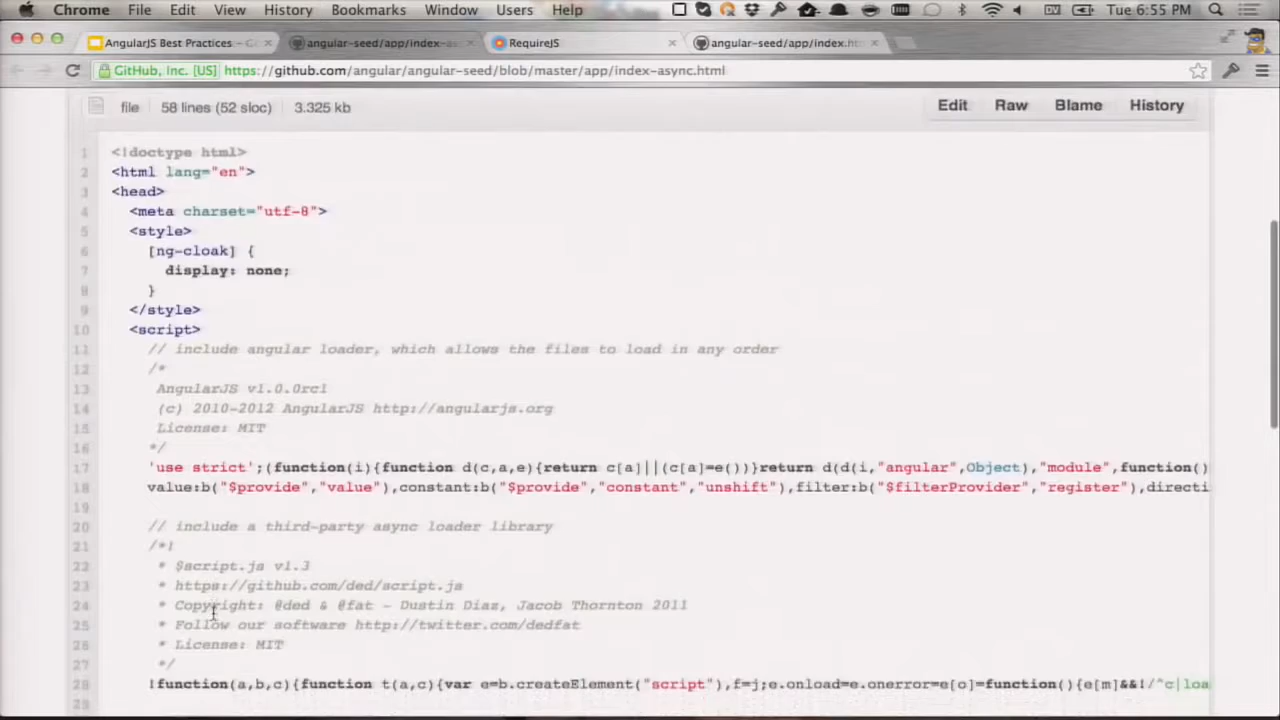 Chrome File Edit View History Bookmarks Window Users Help Tue 6:55 PM
AngularJS Best Practices - angular-seed/app/index-as RequireJS angular-seed/app/index.ht
GitHub, Inc. [US] https://github.com/angular/angular-seed/blob/master/app/index-async.html
file 58 lines (52 sloc) 3.325 kb Edit Raw Blame History
1 <!doctype html>
2 <html lang="en">
3 <head>
4 <meta charset="utf-8">
5 <style>
6 [ng-cloak] {
7 display: none;
8 }
9 </style>
10 <script>
11 // include angular loader, which allows the files to load in any order
12 /*
13 AngularJS v1.0.0rc1
14 (c) 2010-2012 AngularJS http://angularjs.org
15 License: MIT
16 */
17 'use strict';(function(i){function d(c,a,e){return c[a]||(c[a]=e())}return d(d(i,"angular",Object),"module",function()
18 value:b("$provide","value"),constant:b("$provide","constant","unshift"),filter:b("$filterProvider","register"),directi
19
20 // include a third-party async loader library
21 /*!
22 * $script.js v1.3
23 * https://github.com/ded/script.js
24 * Copyright: @ded & @fat - Dustin Diaz, Jacob Thornton 2011
25 * Follow our software http://twitter.com/dedfat
26 * License: MIT
27 */
28 !function(a,b,c){function t(a,c){var e=b.createElement("script"),f=j;e.onload=e.onerror=e[o]=function(){e[m]&&!/^c|loa
29